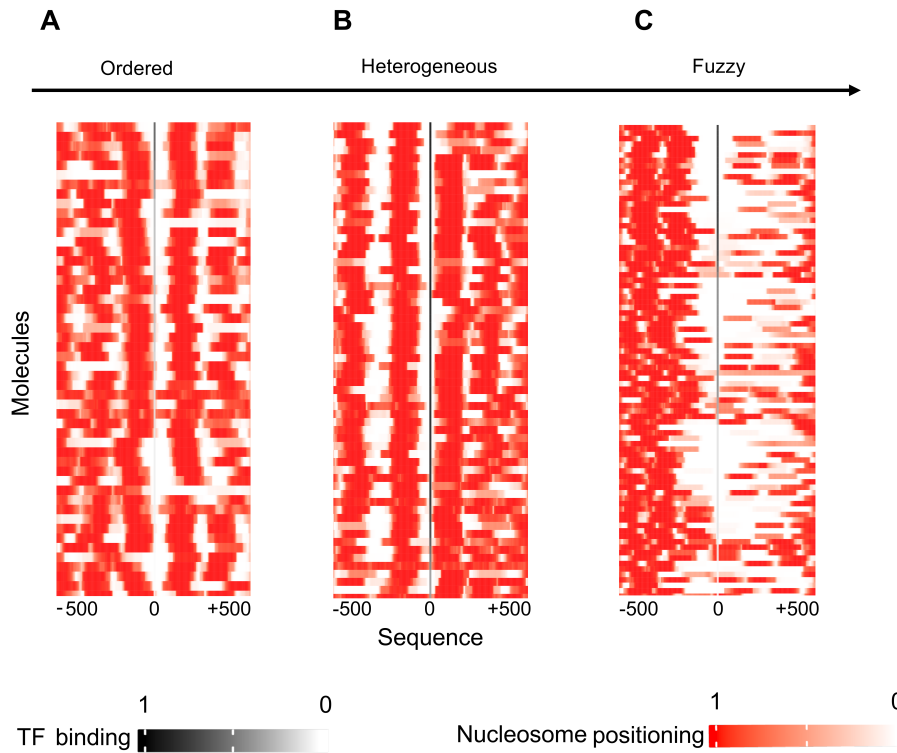 A B C
Ordered Heterogeneous Fuzzy
Molecules
-500 0 +500 -500 0 +500 -500 0 +500
Sequence
1 0 1 0
TF binding Nucleosome positioning